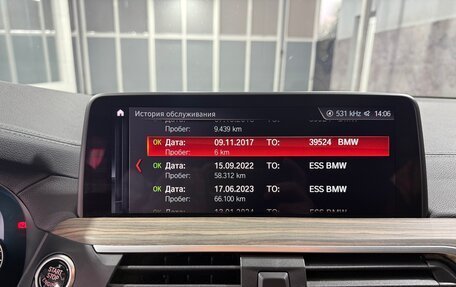 История обслуживания 531 kHz 14:06
Пробег: 9.439 km
OK Дата: 09.11.2017 ТО: 39524 BMW
Пробег: 6 km
OK Дата: 15.09.2022 ТО: ESS BMW
Пробег: 58.312 km
OK Дата: 17.06.2023 ТО: ESS BMW
Пробег: 66.100 km
START
STOP